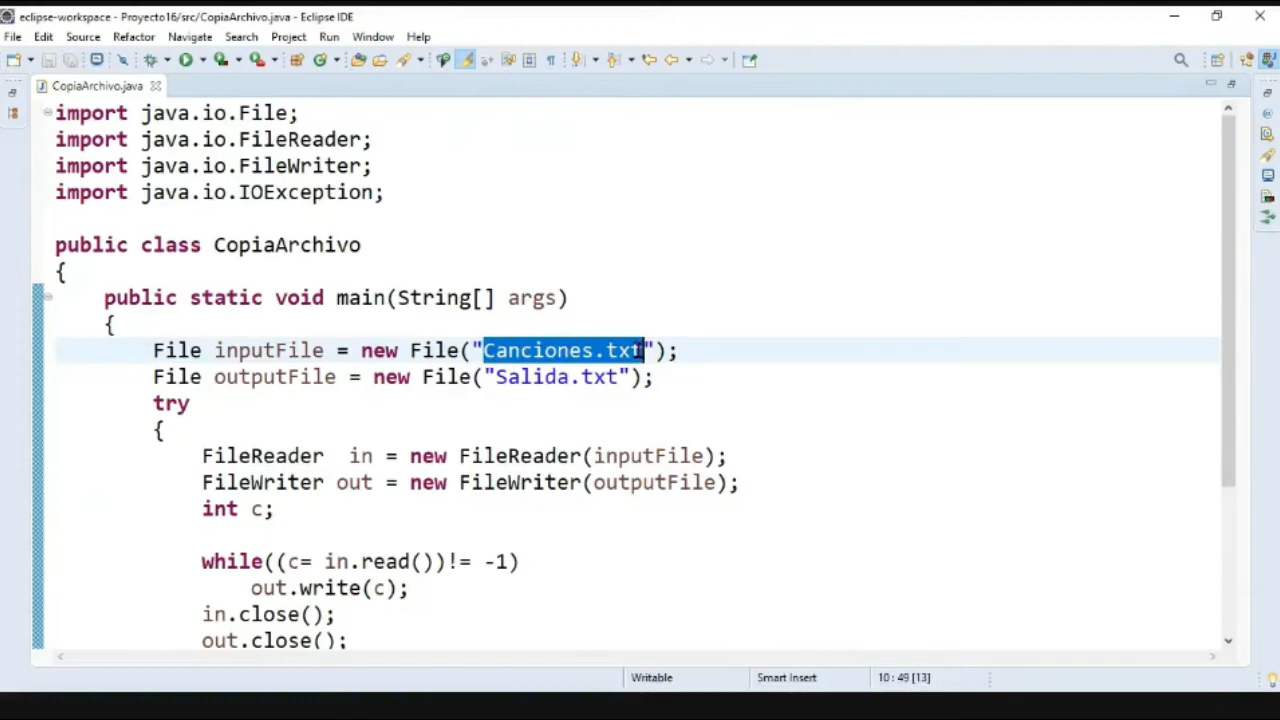 eclipse-workspace - Proyecto16/src/CopiaArchivo.java - Eclipse IDE
File Edit Source Refactor Navigate Search Project Run Window Help
CopiaArchivo.java
import java.io.File;
import java.io.FileReader;
import java.io.FileWriter;
import java.io.IOException;
public class CopiaArchivo
{
public static void main(String[] args)
{
File inputFile = new File("Canciones.txt");
File outputFile = new File("Salida.txt");
try
{
FileReader  in = new FileReader(inputFile);
FileWriter out = new FileWriter(outputFile);
int c;
while((c= in.read())!= -1)
out.write(c);
in.close();
out.close();
Writable Smart Insert 10 : 49 [13]